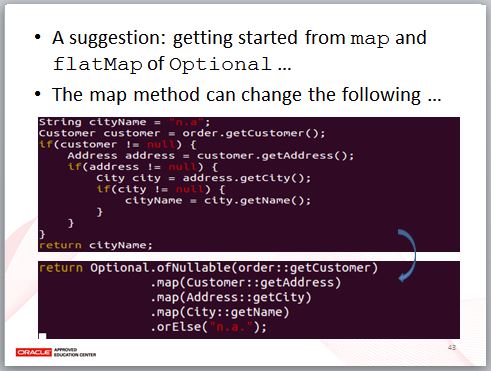 • A suggestion: getting started from map and
flatMap of Optional ...
• The map method can change the following ...
String cityName = "n.a";
Customer customer = order.getCustomer();
if(customer != null) {
    Address address = customer.getAddress();
    if(address != null) {
        City city = address.getCity();
        if(city != null) {
            cityName = city.getName();
        }
    }
}
return cityName;
return Optional.ofNullable(order::getCustomer)
               .map(Customer::getAddress)
               .map(Address::getCity)
               .map(City::getName)
               .orElse("n.a.");
ORACLE APPROVED
EDUCATION CENTER
43